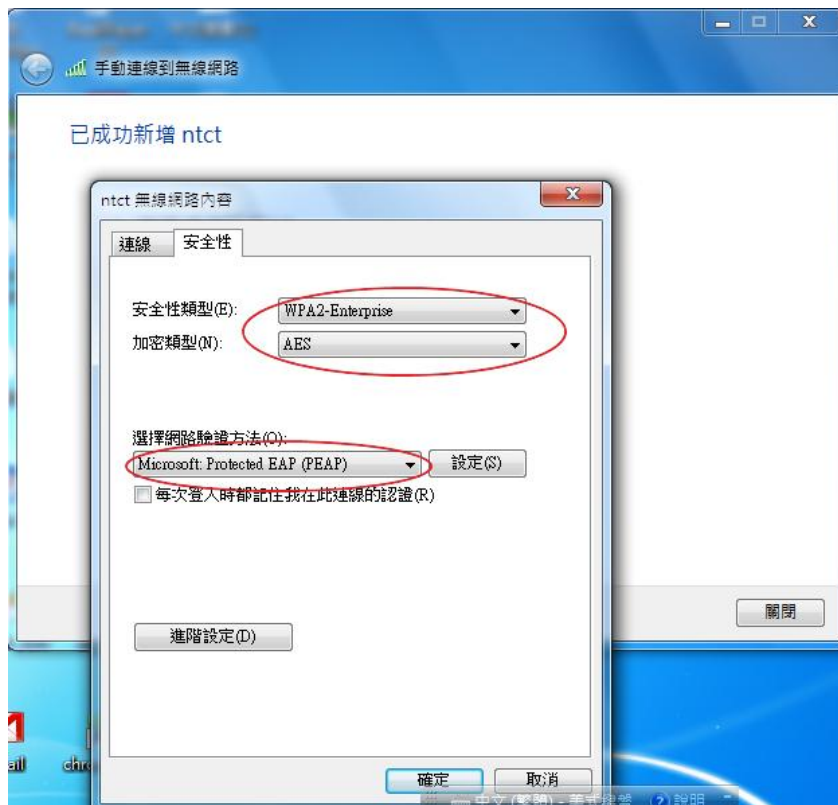 手動連線到無線網路
已成功新增 ntct
ntct 無線網路內容
連線 安全性
安全性類型(E): WPA2-Enterprise
加密類型(N): AES
選擇網路驗證方法(O):
Microsoft: Protected EAP (PEAP) 設定(S)
每次登入時都記住我在此連線的認證(R)
進階設定(D)
關閉
確定 取消
中文 (繁體) - 美式鍵盤 說明